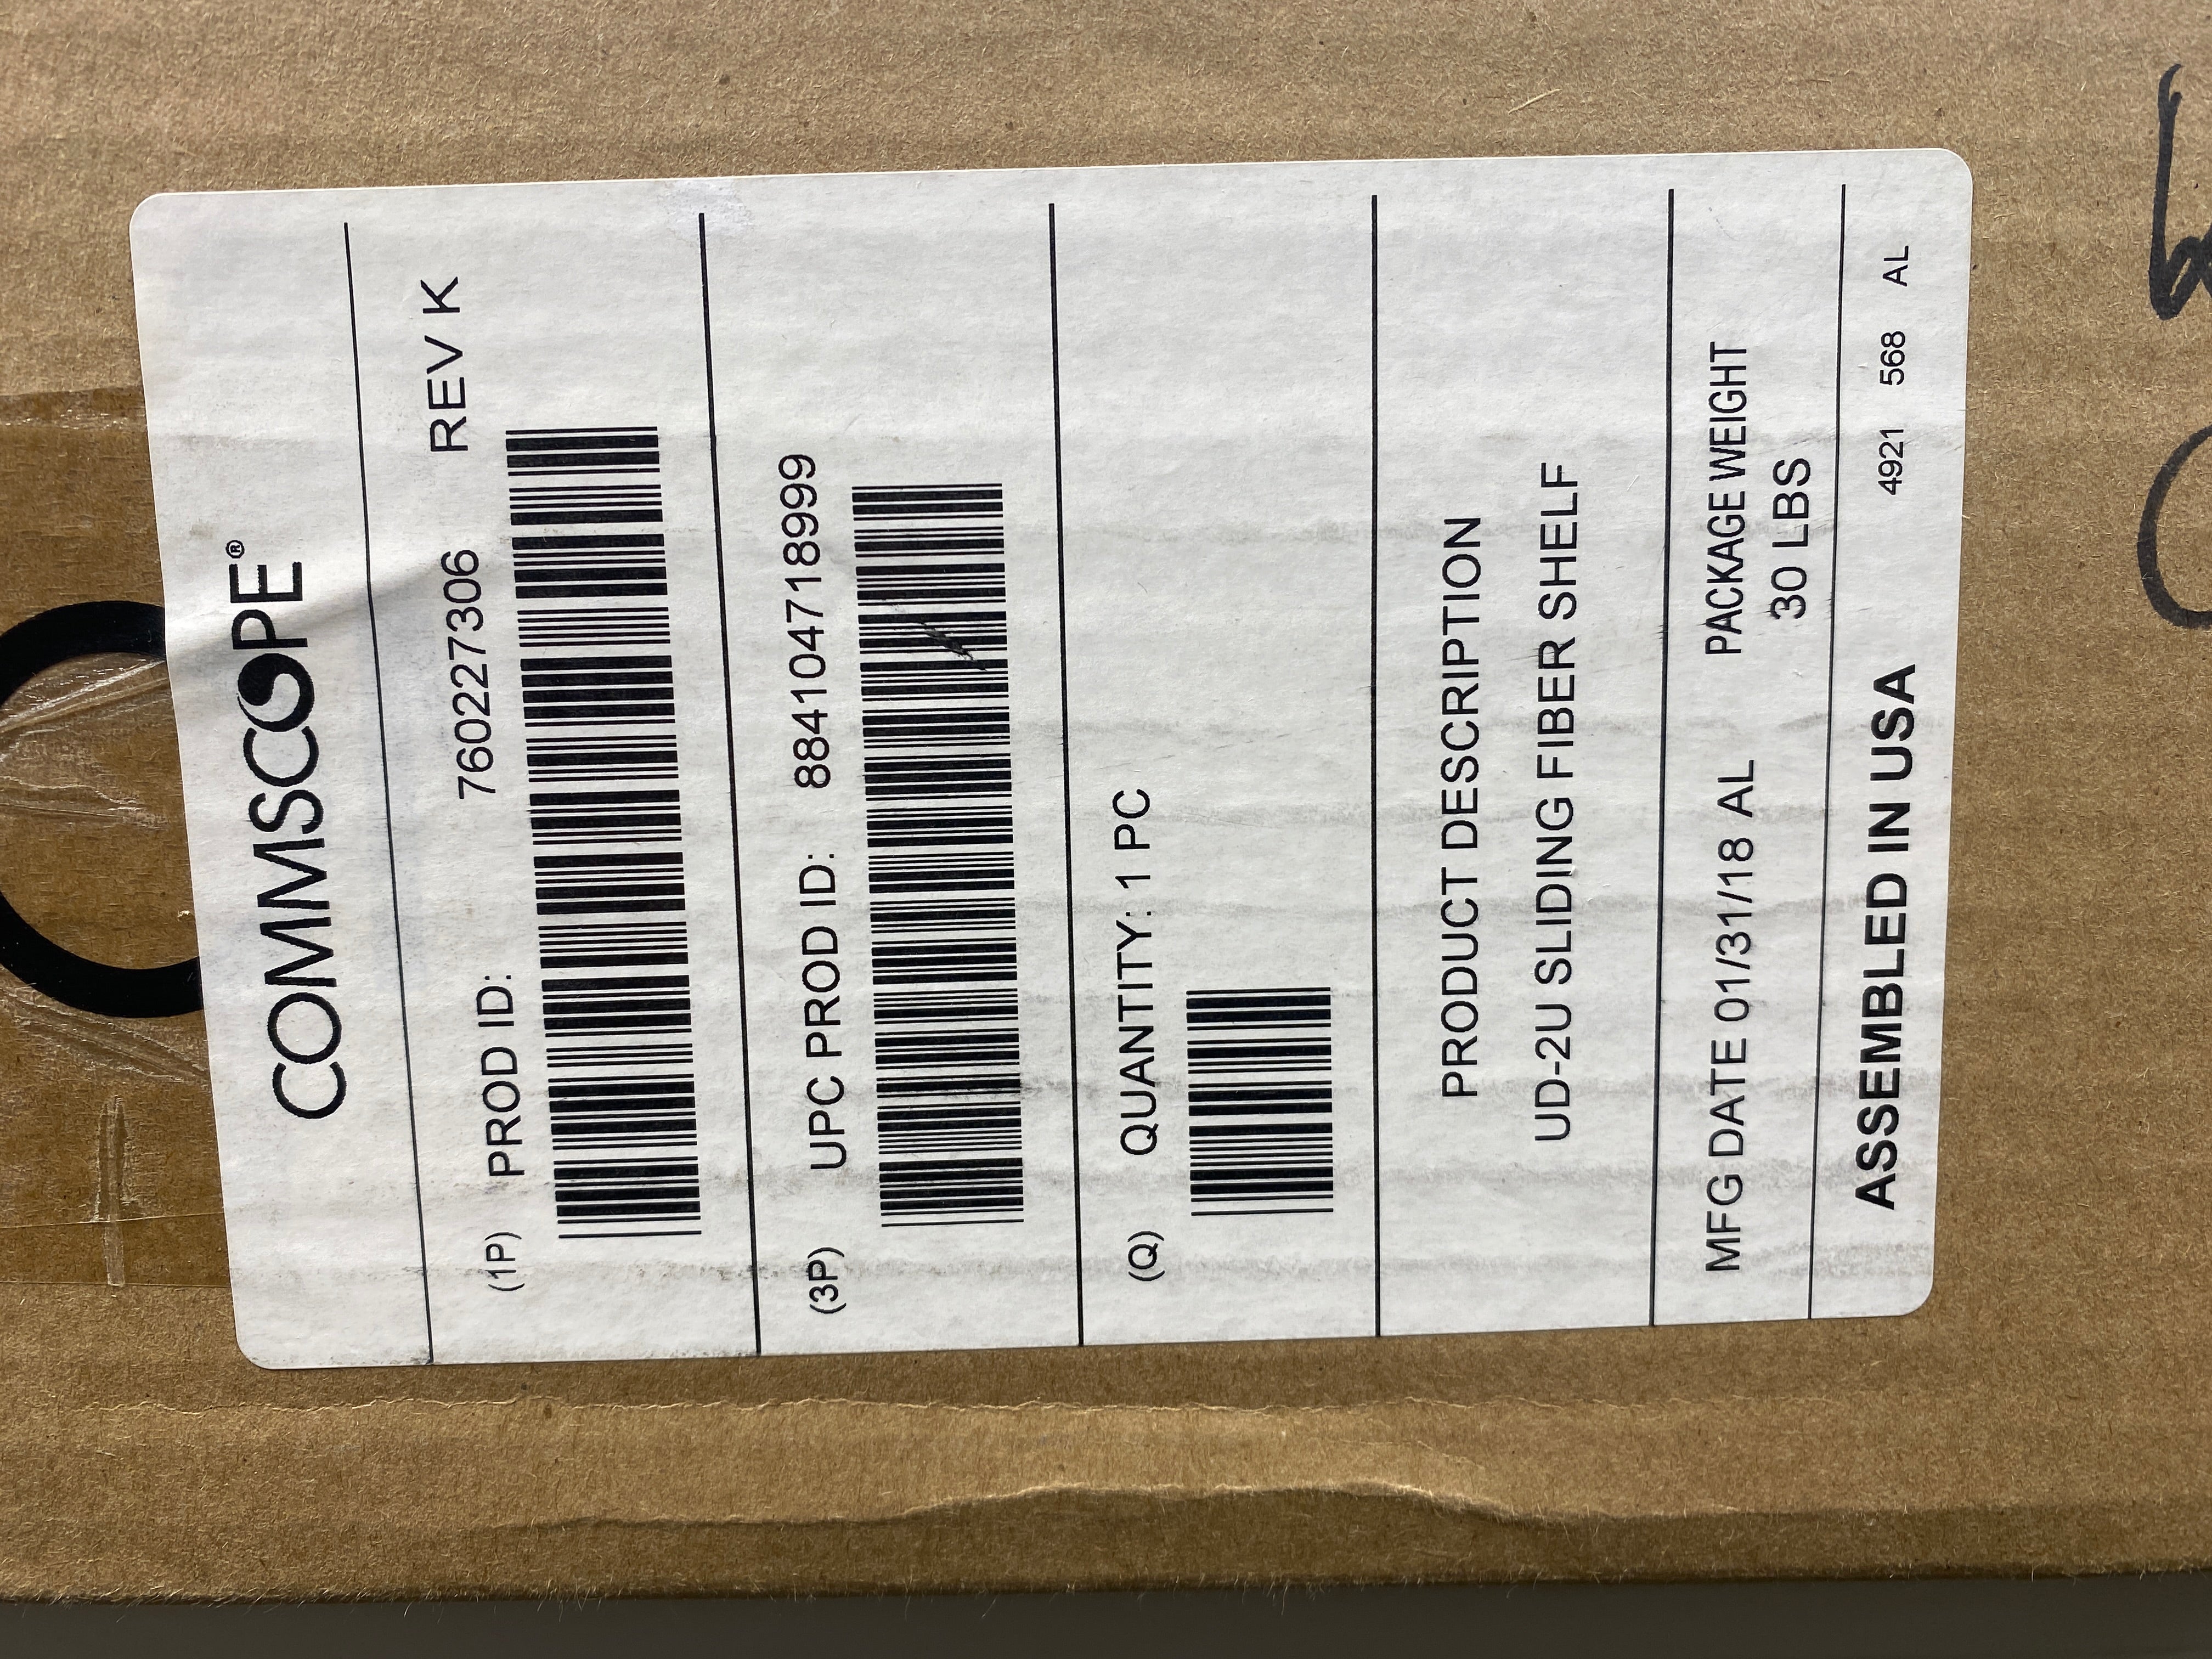 COMMSCOPE®
(1P) PROD ID: 760227306 REV K
(3P) UPC PROD ID: 884104718999
(Q) QUANTITY: 1 PC
PRODUCT DESCRIPTION
UD-2U SLIDING FIBER SHELF
MFG DATE 01/31/18 AL PACKAGE WEIGHT
30 LBS
ASSEMBLED IN USA 4921 568 AL